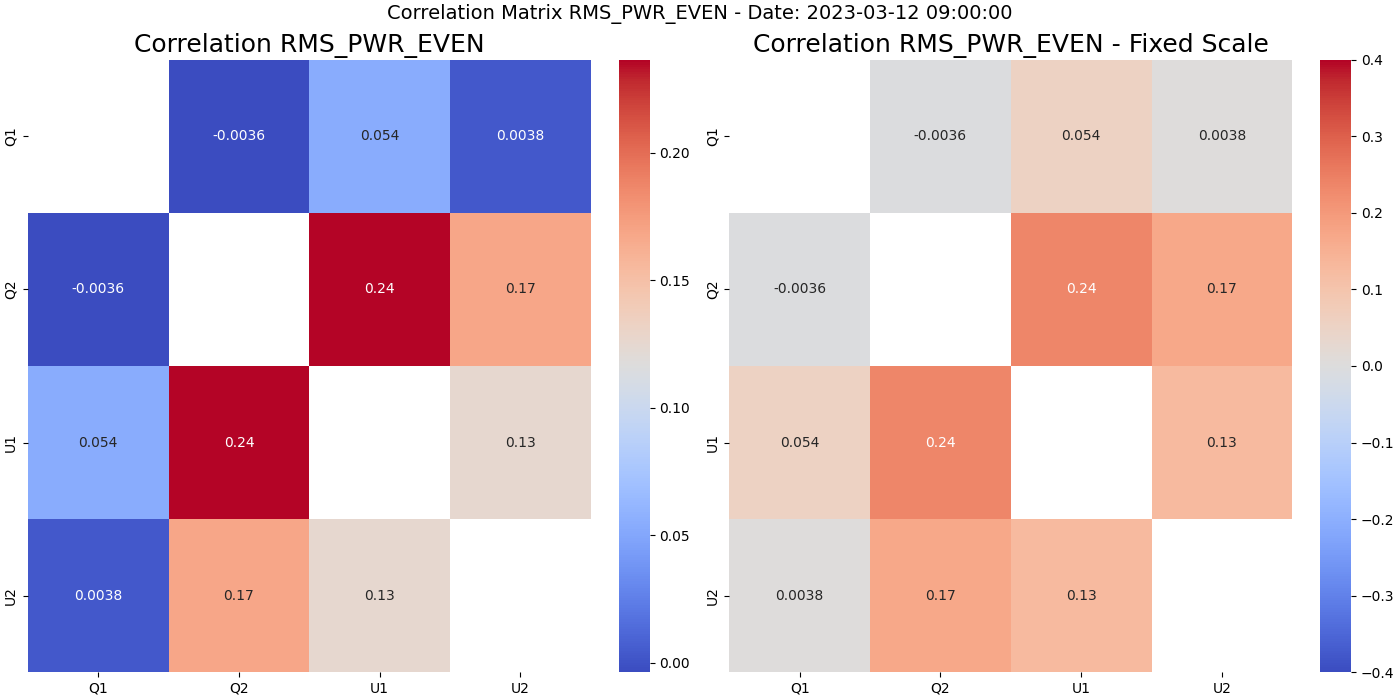 Correlation Matrix RMS_PWR_EVEN - Date: 2023-03-12 09:00:00
Correlation RMS_PWR_EVEN
Q1
-0.0036
0.054
0.0038
Q2
-0.0036
0.24
0.17
U1
0.054
0.24
0.13
U2
0.0038
0.17
0.13
Q1
Q2
U1
U2
0.20
0.15
0.10
0.05
0.00
Correlation RMS_PWR_EVEN - Fixed Scale
Q1
-0.0036
0.054
0.0038
Q2
-0.0036
0.24
0.17
U1
0.054
0.24
0.13
U2
0.0038
0.17
0.13
Q1
Q2
U1
U2
0.4
0.3
0.2
0.1
0.0
−0.1
−0.2
−0.3
−0.4